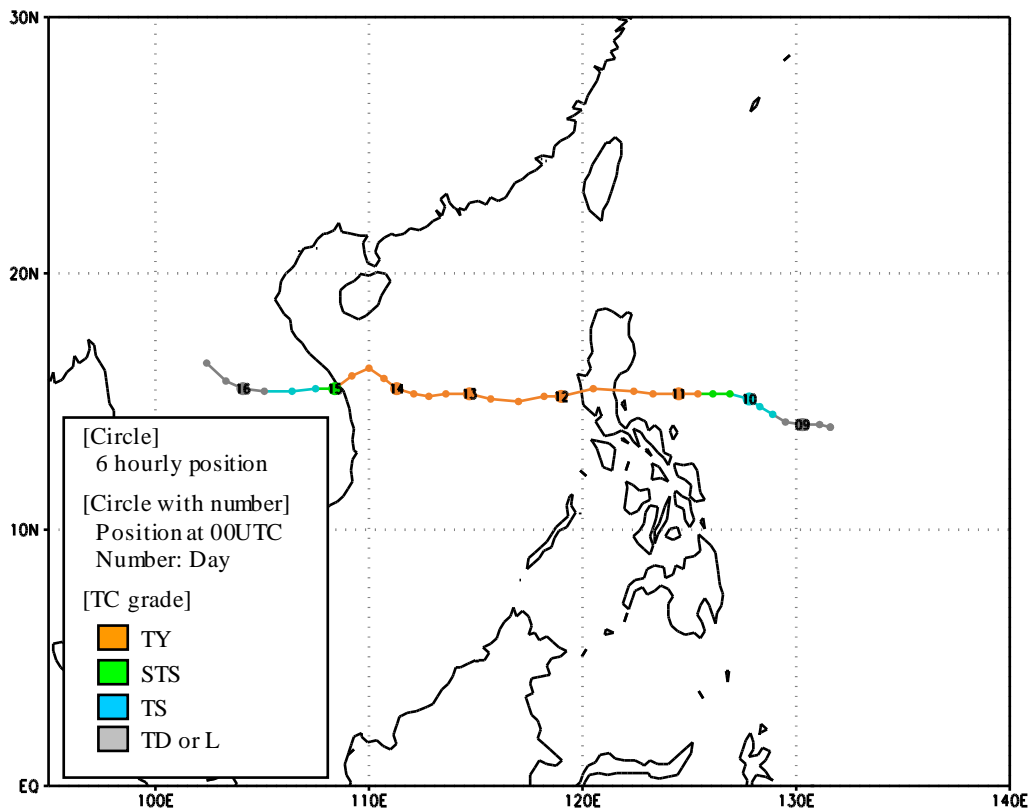 30N
20N
16 15 14 13 12 11 10 09
[Circle]
6 hourly position
[Circle with number]
Position at 00UTC
Number: Day
10N
[TC grade]
TY
STS
TS
TD or L
EQ
100E 110E 120E 130E 140E